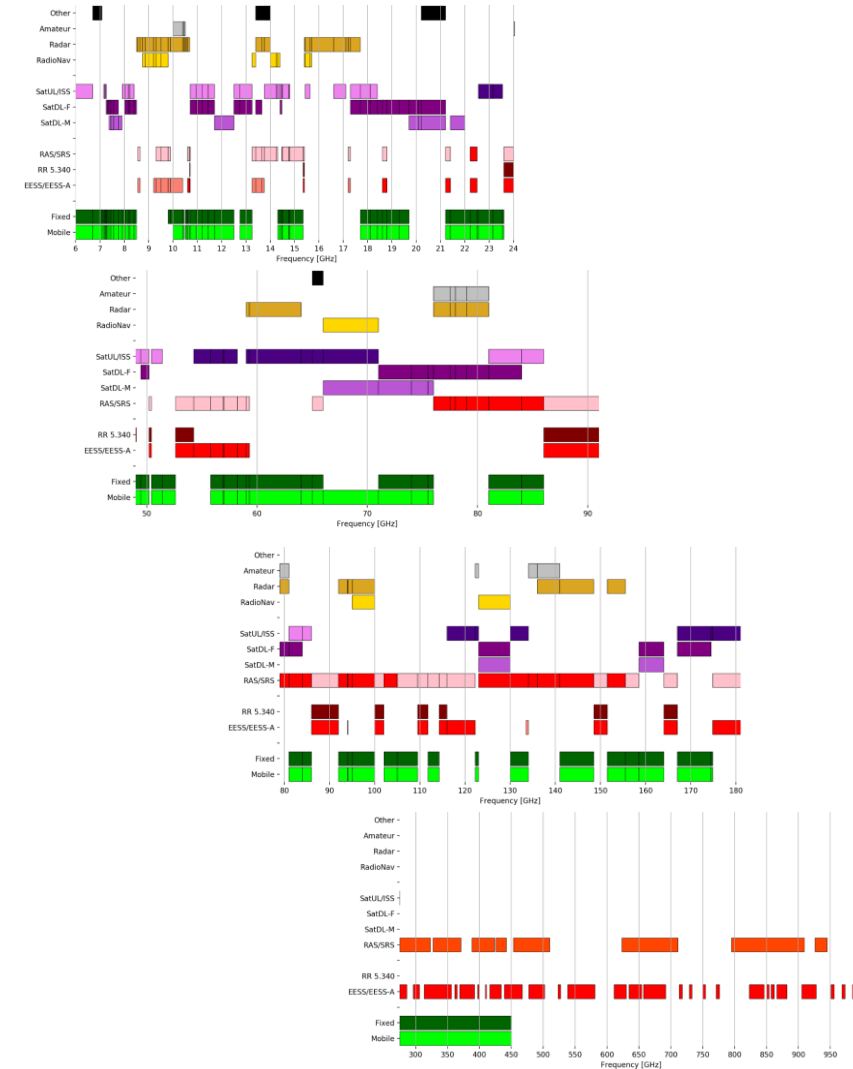 Other
Amateur
Radar
RadioNav
SatUL/ISS
SatDL-F
SatDL-M
RAS/SRS
RR 5.340
EESS/EESS-A
Fixed
Mobile
6 7 8 9 10 11 12 13 14 15 16 17 18 19 20 21 22 23 24
Frequency [GHz]
Other
Amateur
Radar
RadioNav
SatUL/ISS
SatDL-F
SatDL-M
RAS/SRS
RR 5.340
EESS/EESS-A
Fixed
Mobile
50 60 70 80 90
Frequency [GHz]
Other
Amateur
Radar
RadioNav
SatUL/ISS
SatDL-F
SatDL-M
RAS/SRS
RR 5.340
EESS/EESS-A
Fixed
Mobile
80 90 100 110 120 130 140 150 160 170 180
Frequency [GHz]
Other
Amateur
Radar
RadioNav
SatUL/ISS
SatDL-F
SatDL-M
RAS/SRS
RR 5.340
EESS/EESS-A
Fixed
Mobile
300 350 400 450 500 550 600 650 700 750 800 850 900 950
Frequency [GHz]